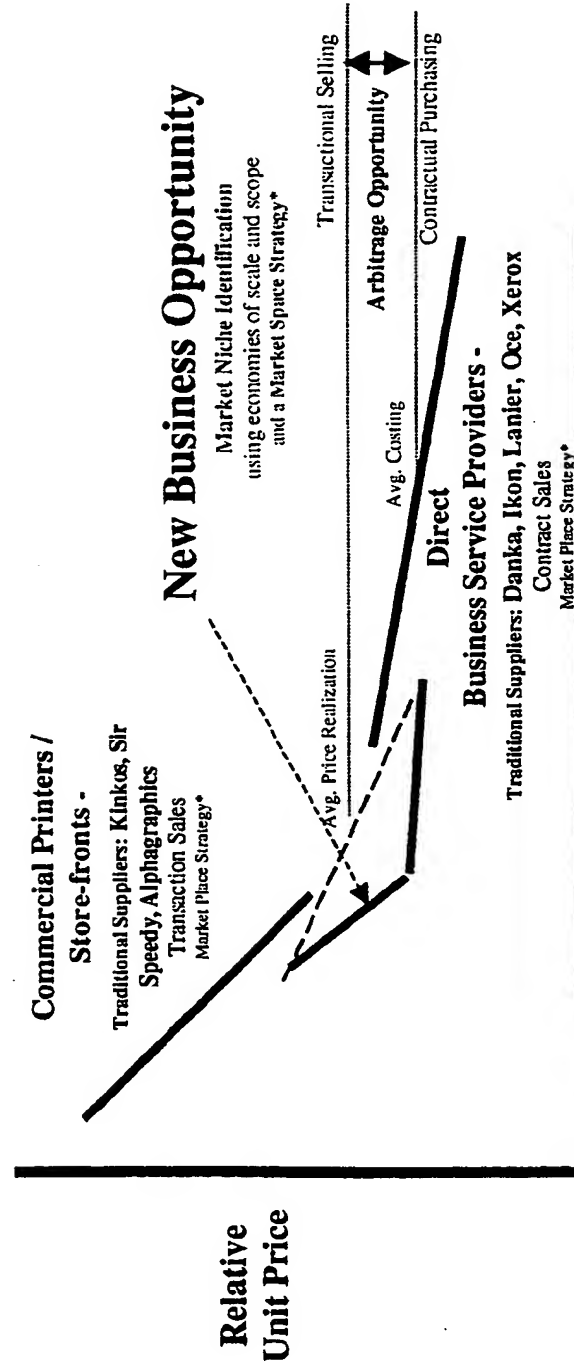 Commercial Printers /
Store-fronts -
Traditional Suppliers: Kinkos, Sir
Speedy, Alphagraphics
Transaction Sales
Market Place Strategy*
New Business Opportunity
Market Niche Identification
using economies of scale and scope
and a Market Space Strategy*
Avg. Price Realization
Transactional Selling
Arbitrage Opportunity
Avg. Costing
Contractual Purchasing
Direct
Business Service Providers -
Traditional Suppliers: Danka, Ikon, Lanier, Oce, Xerox
Contract Sales
Market Place Strategy*
Relative
Unit Price